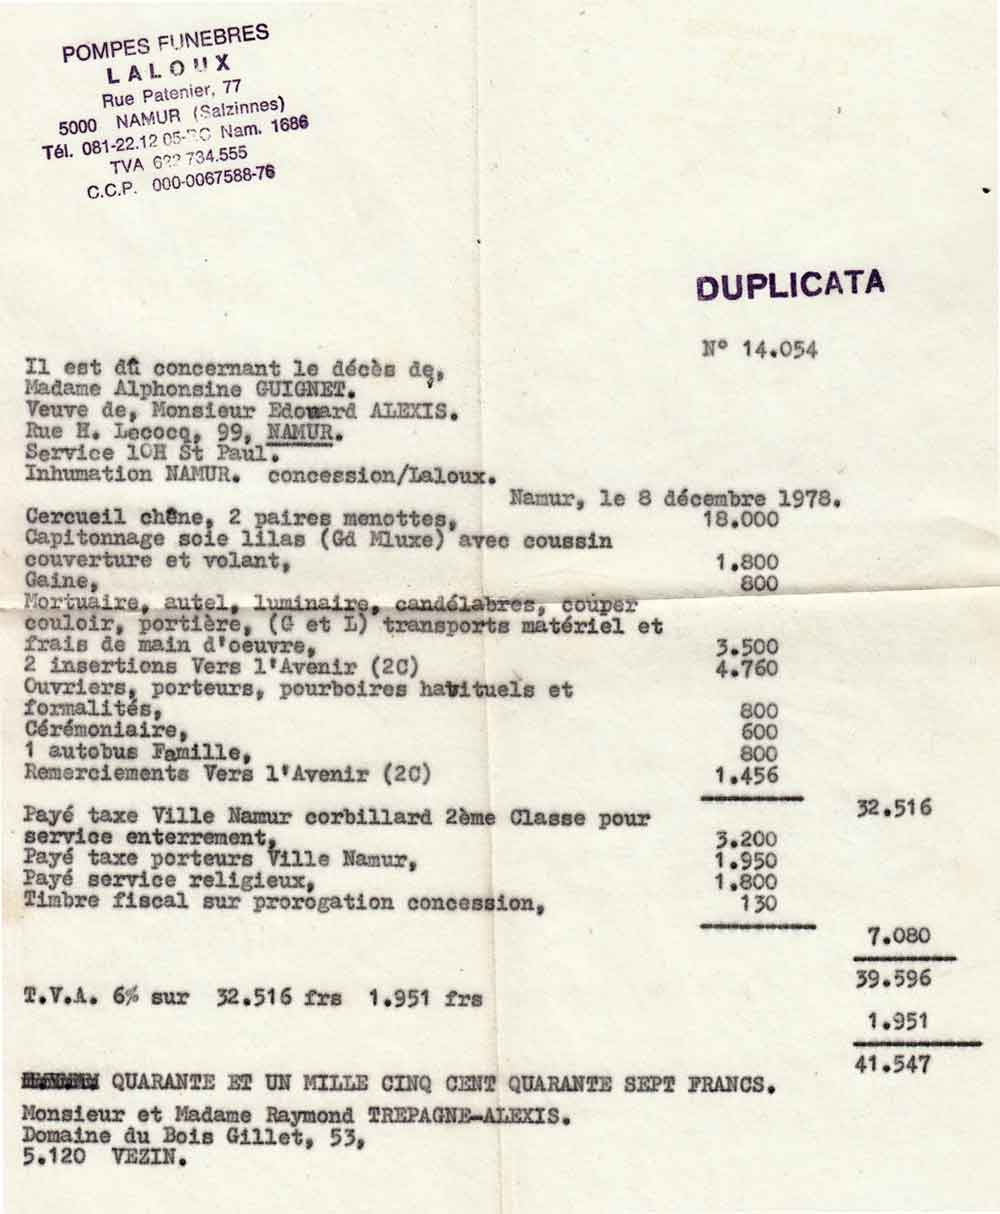 POMPES FUNEBRES
LALOUX
Rue Patenier, 77
5000 NAMUR (Salzinnes)
Tél. 081-22.12 05- Nam. 1686
TVA 734.555
C.C.P. 000-0067588-76
DUPLICATA
N° 14.054
Il est dû concernant le décès de,
Madame Alphonsine GUIGNET.
Veuve de, Monsieur Edouard ALEXIS.
Rue H. Lecocq, 99, NAMUR.
Service 10H St Paul.
Inhumation NAMUR. concession/Laloux.
Namur, le 8 décembre 1978.
Cercueil chêne, 2 paires menottes, 18.000
Capitonnage soie lilas (Gd Mluxe) avec coussin
couverture et volant, 1.800
Gaine, 800
Mortuaire, autel, luminaire, candélabres, couper
couloir, portière, (G et L) transports matériel et
frais de main d'oeuvre, 3.500
2 insertions Vers l'Avenir (2C) 4.760
Ouvriers, porteurs, pourboires habituels et
formalités, 800
Cérémoniaire, 600
1 autobus Famille, 800
Remerciements Vers l'Avenir (2C) 1.456
32.516
Payé taxe Ville Namur corbillard 2ème Classe pour
service enterrement, 3.200
Payé taxe porteurs Ville Namur, 1.950
Payé service religieux, 1.800
Timbre fiscal sur prorogation concession, 130
7.080
39.596
T.V.A. 6% sur 32.516 frs 1.951 frs
1.951
41.547
QUARANTE ET UN MILLE CINQ CENT QUARANTE SEPT FRANCS.
Monsieur et Madame Raymond TREPAGNE-ALEXIS.
Domaine du Bois Gillet, 53,
5.120 VEZIN.